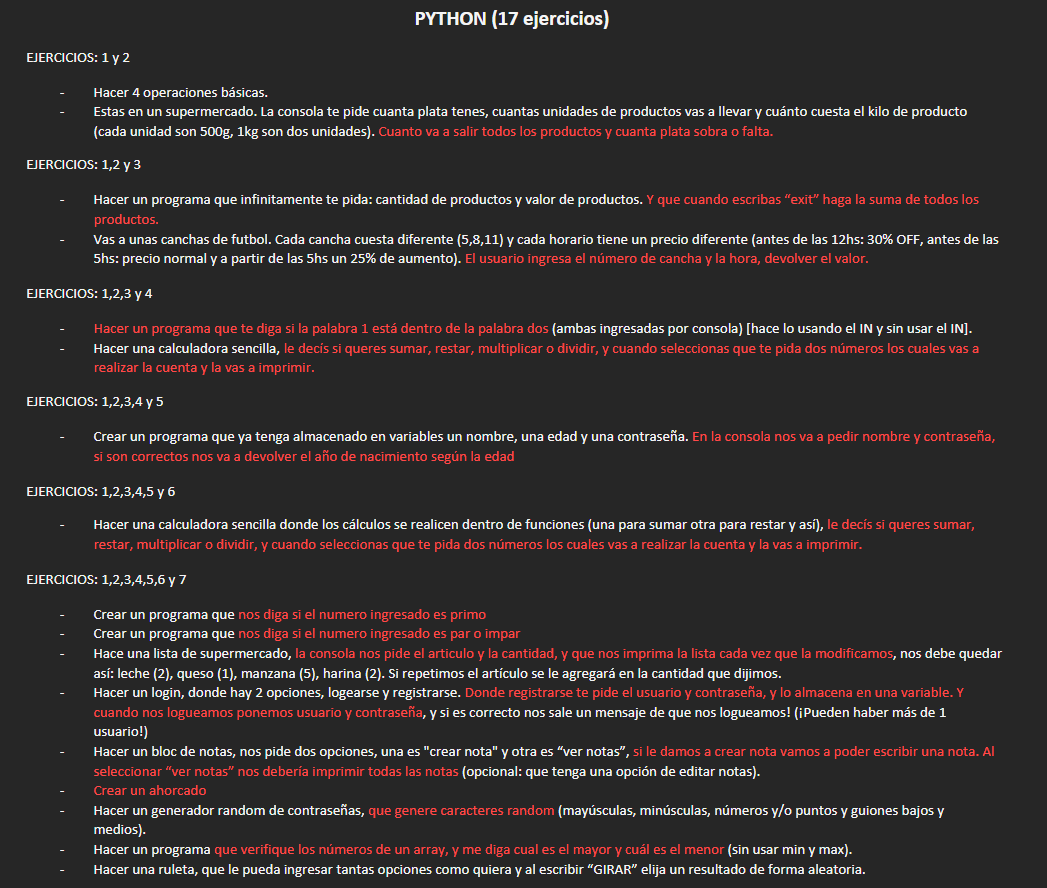 PYTHON (17 ejercicios)
EJERCICIOS: 1 y 2
- Hacer 4 operaciones básicas.
- Estas en un supermercado. La consola te pide cuanta plata tenes, cuantas unidades de productos vas a llevar y cuánto cuesta el kilo de producto
(cada unidad son 500g, 1kg son dos unidades). Cuanto va a salir todos los productos y cuanta plata sobra o falta.
EJERCICIOS: 1,2 y 3
- Hacer un programa que infinitamente te pida: cantidad de productos y valor de productos. Y que cuando escribas “exit” haga la suma de todos los
productos.
- Vas a unas canchas de futbol. Cada cancha cuesta diferente (5,8,11) y cada horario tiene un precio diferente (antes de las 12hs: 30% OFF, antes de las
5hs: precio normal y a partir de las 5hs un 25% de aumento). El usuario ingresa el número de cancha y la hora, devolver el valor.
EJERCICIOS: 1,2,3 y 4
- Hacer un programa que te diga si la palabra 1 está dentro de la palabra dos (ambas ingresadas por consola) [hace lo usando el IN y sin usar el IN].
- Hacer una calculadora sencilla, le decís si queres sumar, restar, multiplicar o dividir, y cuando seleccionas que te pida dos números los cuales vas a
realizar la cuenta y la vas a imprimir.
EJERCICIOS: 1,2,3,4 y 5
- Crear un programa que ya tenga almacenado en variables un nombre, una edad y una contraseña. En la consola nos va a pedir nombre y contraseña,
si son correctos nos va a devolver el año de nacimiento según la edad
EJERCICIOS: 1,2,3,4,5 y 6
- Hacer una calculadora sencilla donde los cálculos se realicen dentro de funciones (una para sumar otra para restar y así), le decís si queres sumar,
restar, multiplicar o dividir, y cuando seleccionas que te pida dos números los cuales vas a realizar la cuenta y la vas a imprimir.
EJERCICIOS: 1,2,3,4,5,6 y 7
- Crear un programa que nos diga si el numero ingresado es primo
- Crear un programa que nos diga si el numero ingresado es par o impar
- Hace una lista de supermercado, la consola nos pide el articulo y la cantidad, y que nos imprima la lista cada vez que la modificamos, nos debe quedar
así: leche (2), queso (1), manzana (5), harina (2). Si repetimos el artículo se le agregará en la cantidad que dijimos.
- Hacer un login, donde hay 2 opciones, logearse y registrarse. Donde registrarse te pide el usuario y contraseña, y lo almacena en una variable. Y
cuando nos logueamos ponemos usuario y contraseña, y si es correcto nos sale un mensaje de que nos logueamos! (¡Pueden haber más de 1
usuario!)
- Hacer un bloc de notas, nos pide dos opciones, una es "crear nota" y otra es “ver notas”, si le damos a crear nota vamos a poder escribir una nota. Al
seleccionar “ver notas” nos debería imprimir todas las notas (opcional: que tenga una opción de editar notas).
- Crear un ahorcado
- Hacer un generador random de contraseñas, que genere caracteres random (mayúsculas, minúsculas, números y/o puntos y guiones bajos y
medios).
- Hacer un programa que verifique los números de un array, y me diga cual es el mayor y cuál es el menor (sin usar min y max).
- Hacer una ruleta, que le pueda ingresar tantas opciones como quiera y al escribir “GIRAR” elija un resultado de forma aleatoria.